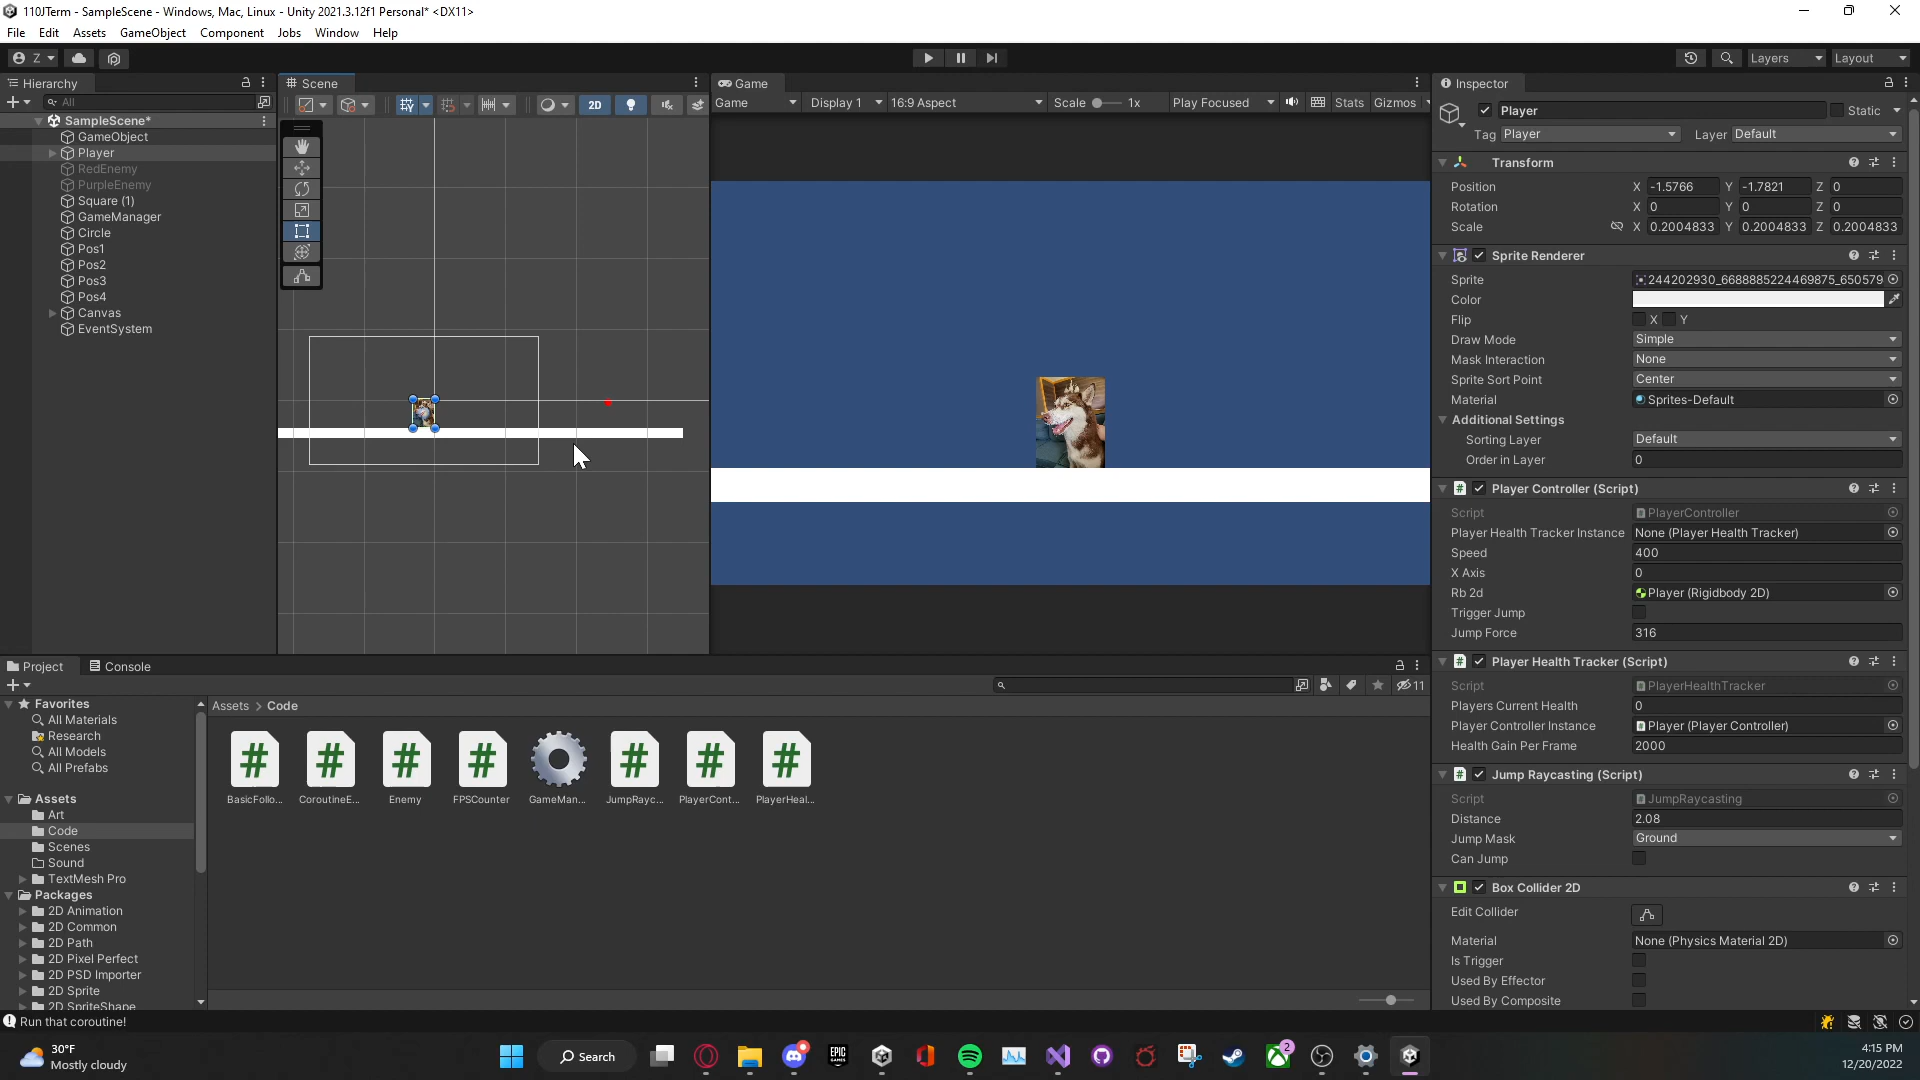 110JTerm - SampleScene - Windows, Mac, Linux - Unity 2021.3.12f1 Personal* <DX11>
File Edit Assets GameObject Component Jobs Window Help
Z Layers Layout
Hierarchy
All
SampleScene*
GameObject
Player
RedEnemy
PurpleEnemy
Square (1)
GameManager
Circle
Pos1
Pos2
Pos3
Pos4
Canvas
EventSystem
Scene
2D
Game
Game Display 1 16:9 Aspect Scale 1x Play Focused Stats Gizmos
Inspector
Player Static
Tag Player Layer Default
Transform
Position X -1.5766 Y -1.7821 Z 0
Rotation X 0 Y 0 Z 0
Scale X 0.2004833 Y 0.2004833 Z 0.2004833
Sprite Renderer
Sprite 244202930_6688885224469875_650579
Color
Flip X Y
Draw Mode Simple
Mask Interaction None
Sprite Sort Point Center
Material Sprites-Default
Additional Settings
Sorting Layer Default
Order in Layer 0
Player Controller (Script)
Script PlayerController
Player Health Tracker Instance None (Player Health Tracker)
Speed 400
X Axis 0
Rb 2d Player (Rigidbody 2D)
Trigger Jump
Jump Force 316
Player Health Tracker (Script)
Script PlayerHealthTracker
Players Current Health 0
Player Controller Instance Player (Player Controller)
Health Gain Per Frame 2000
Jump Raycasting (Script)
Script JumpRaycasting
Distance 2.08
Jump Mask Ground
Can Jump
Box Collider 2D
Edit Collider
Material None (Physics Material 2D)
Is Trigger
Used By Effector
Used By Composite
Project Console
11
Favorites
All Materials
Research
All Models
All Prefabs
Assets
Art
Code
Scenes
Sound
TextMesh Pro
Packages
2D Animation
2D Common
2D Path
2D Pixel Perfect
2D PSD Importer
2D Sprite
2D SpriteShape
Assets > Code
BasicFollo... CoroutineE... Enemy FPSCounter GameMan... JumpRayc... PlayerCont... PlayerHeal...
Run that coroutine!
30°F
Mostly cloudy
Search
EPIC
GAMES
2
4:15 PM
12/20/2022